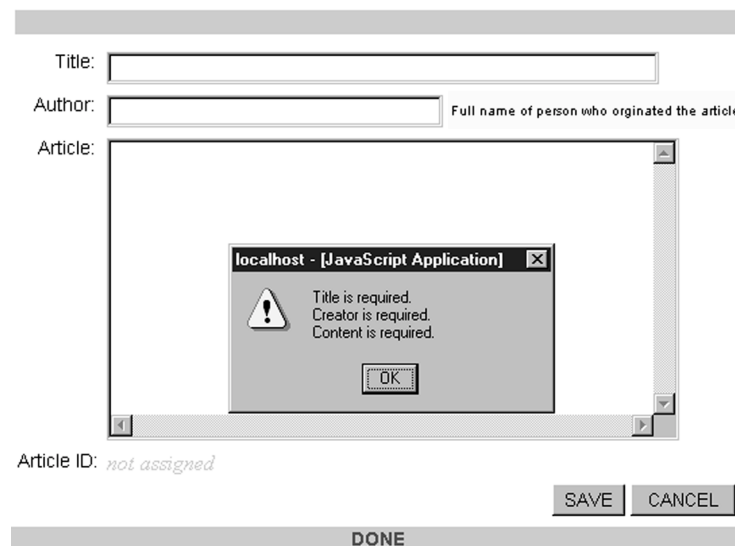 Title:
Author:
Full name of person who orginated the article
Article:
localhost - [JavaScript Application]
Title is required.
Creator is required.
Content is required.
OK
Article ID: not assigned
SAVE CANCEL
DONE